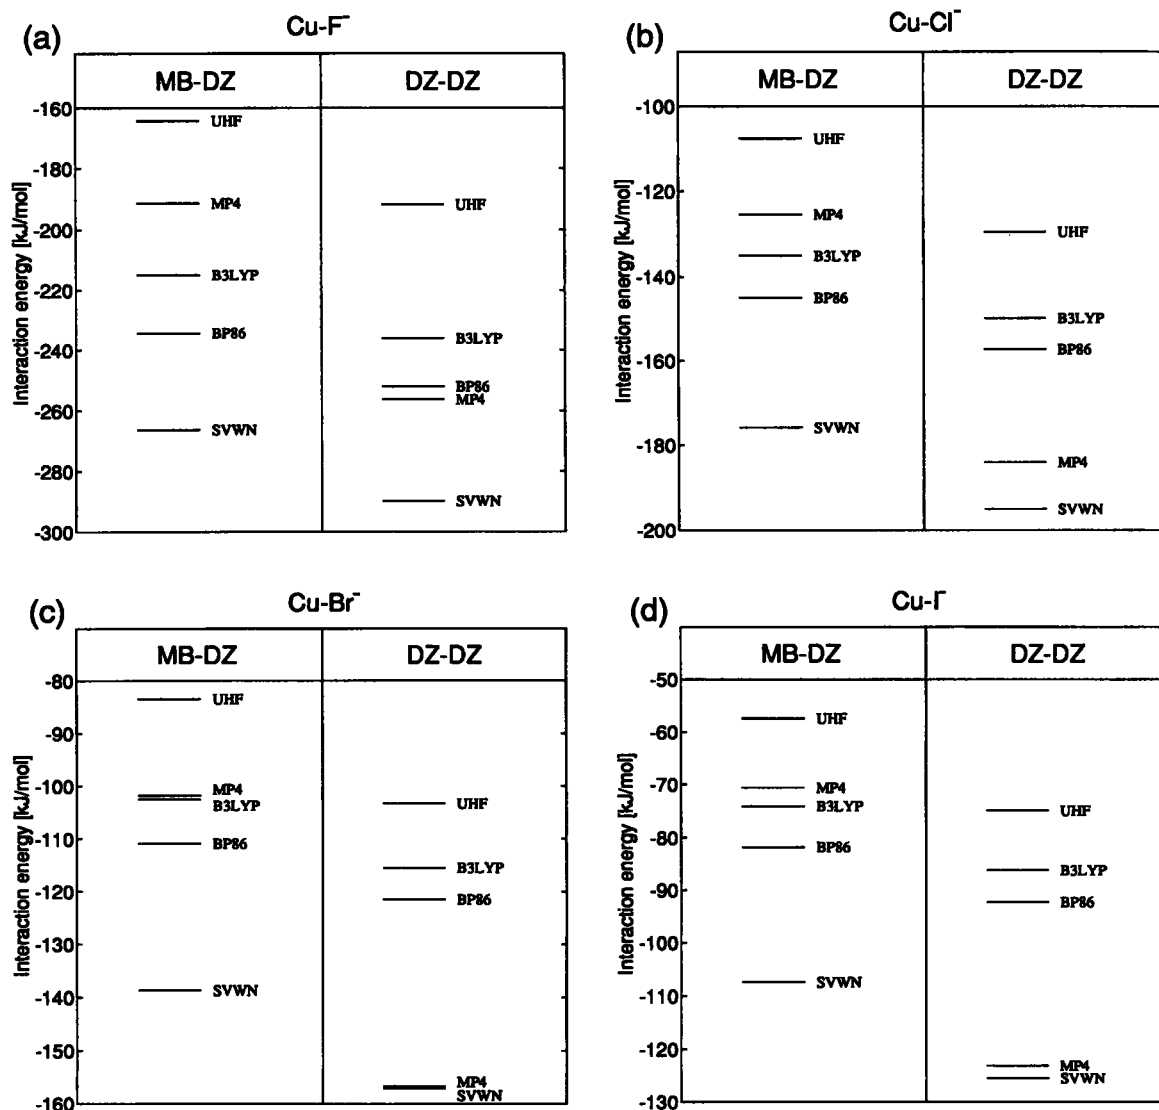 (a)
Cu-F⁻
MB-DZ DZ-DZ
Interaction energy [kJ/mol]
-160
-180
-200
-220
-240
-260
-280
-300
UHF
MP4
B3LYP
BP86
SVWN
UHF
B3LYP
BP86
MP4
SVWN
(b)
Cu-Cl⁻
MB-DZ DZ-DZ
Interaction energy [kJ/mol]
-100
-120
-140
-160
-180
-200
UHF
MP4
B3LYP
BP86
SVWN
UHF
B3LYP
BP86
MP4
SVWN
(c)
Cu-Br⁻
MB-DZ DZ-DZ
Interaction energy [kJ/mol]
-80
-90
-100
-110
-120
-130
-140
-150
-160
UHF
MP4
B3LYP
BP86
SVWN
UHF
B3LYP
BP86
MP4
SVWN
(d)
Cu-I⁻
MB-DZ DZ-DZ
Interaction energy [kJ/mol]
-50
-60
-70
-80
-90
-100
-110
-120
-130
UHF
MP4
B3LYP
BP86
SVWN
UHF
B3LYP
BP86
MP4
SVWN